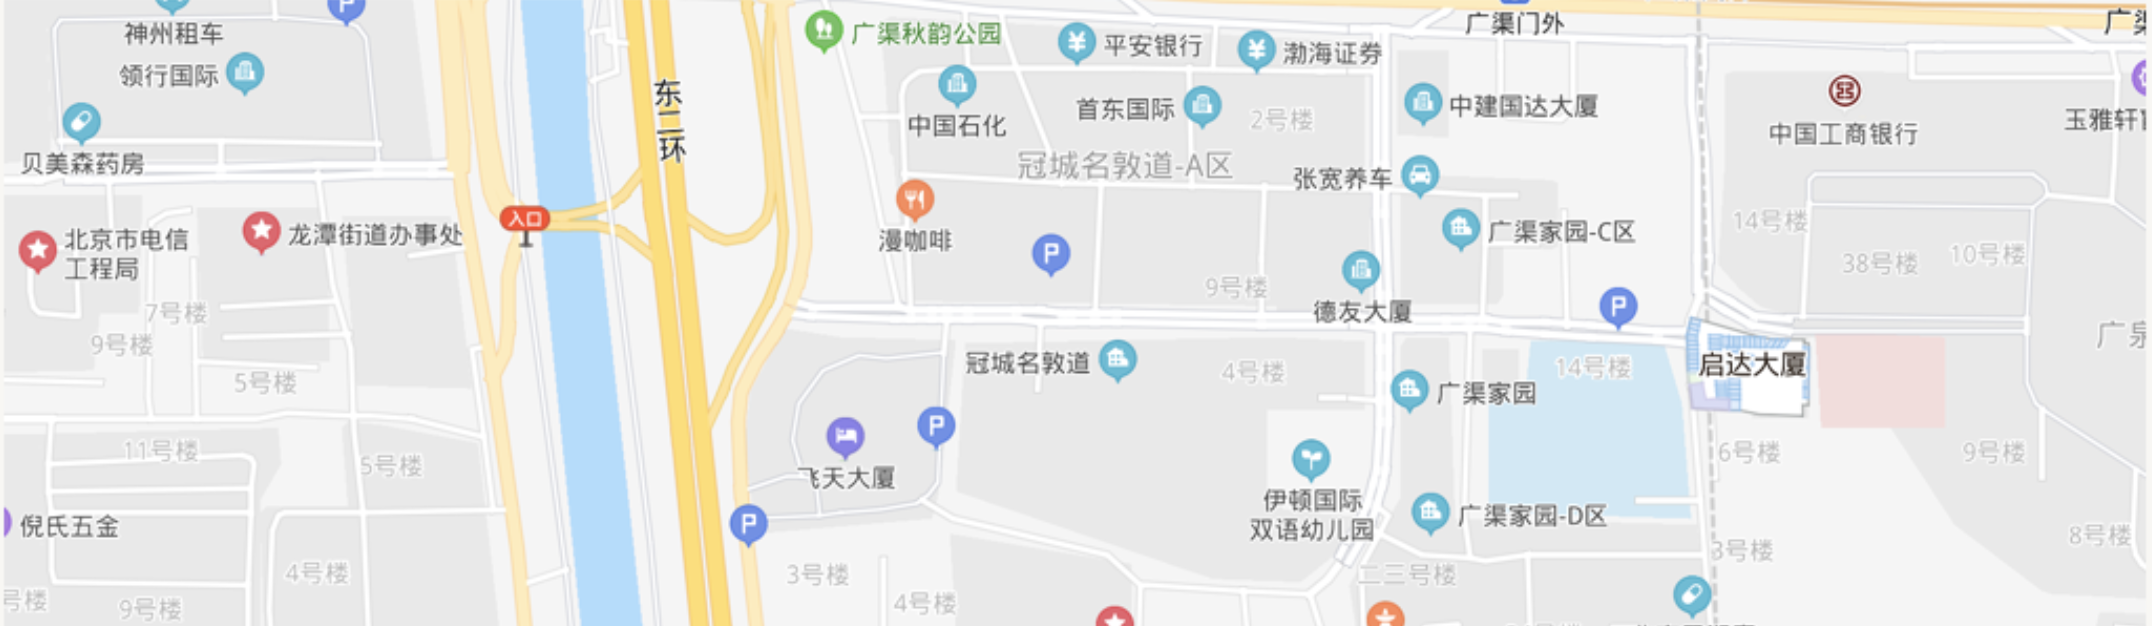 神州租车
领行国际
贝美森药房
北京市电信
工程局
龙潭街道办事处
7号楼
9号楼
5号楼
11号楼
5号楼
倪氏五金
4号楼
号楼
9号楼
P
入口
东二环
广渠秋韵公园
平安银行
渤海证券
中国石化
首东国际
2号楼
冠城名敦道-A区
张宽养车
漫咖啡
P
9号楼
德友大厦
广渠门外
中建国达大厦
广渠家园-C区
P
中国工商银行
玉雅轩
14号楼
38号楼
10号楼
冠城名敦道
4号楼
广渠家园
14号楼
启达大厦
飞天大厦
P
P
伊顿国际
双语幼儿园
广渠家园-D区
6号楼
9号楼
3号楼
8号楼
3号楼
4号楼
二三号楼